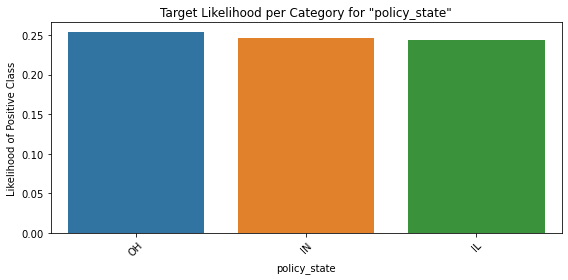 Target Likelihood per Category for "policy_state"
Likelihood of Positive Class
0.25
0.20
0.15
0.10
0.05
0.00
OH
IN
IL
policy_state